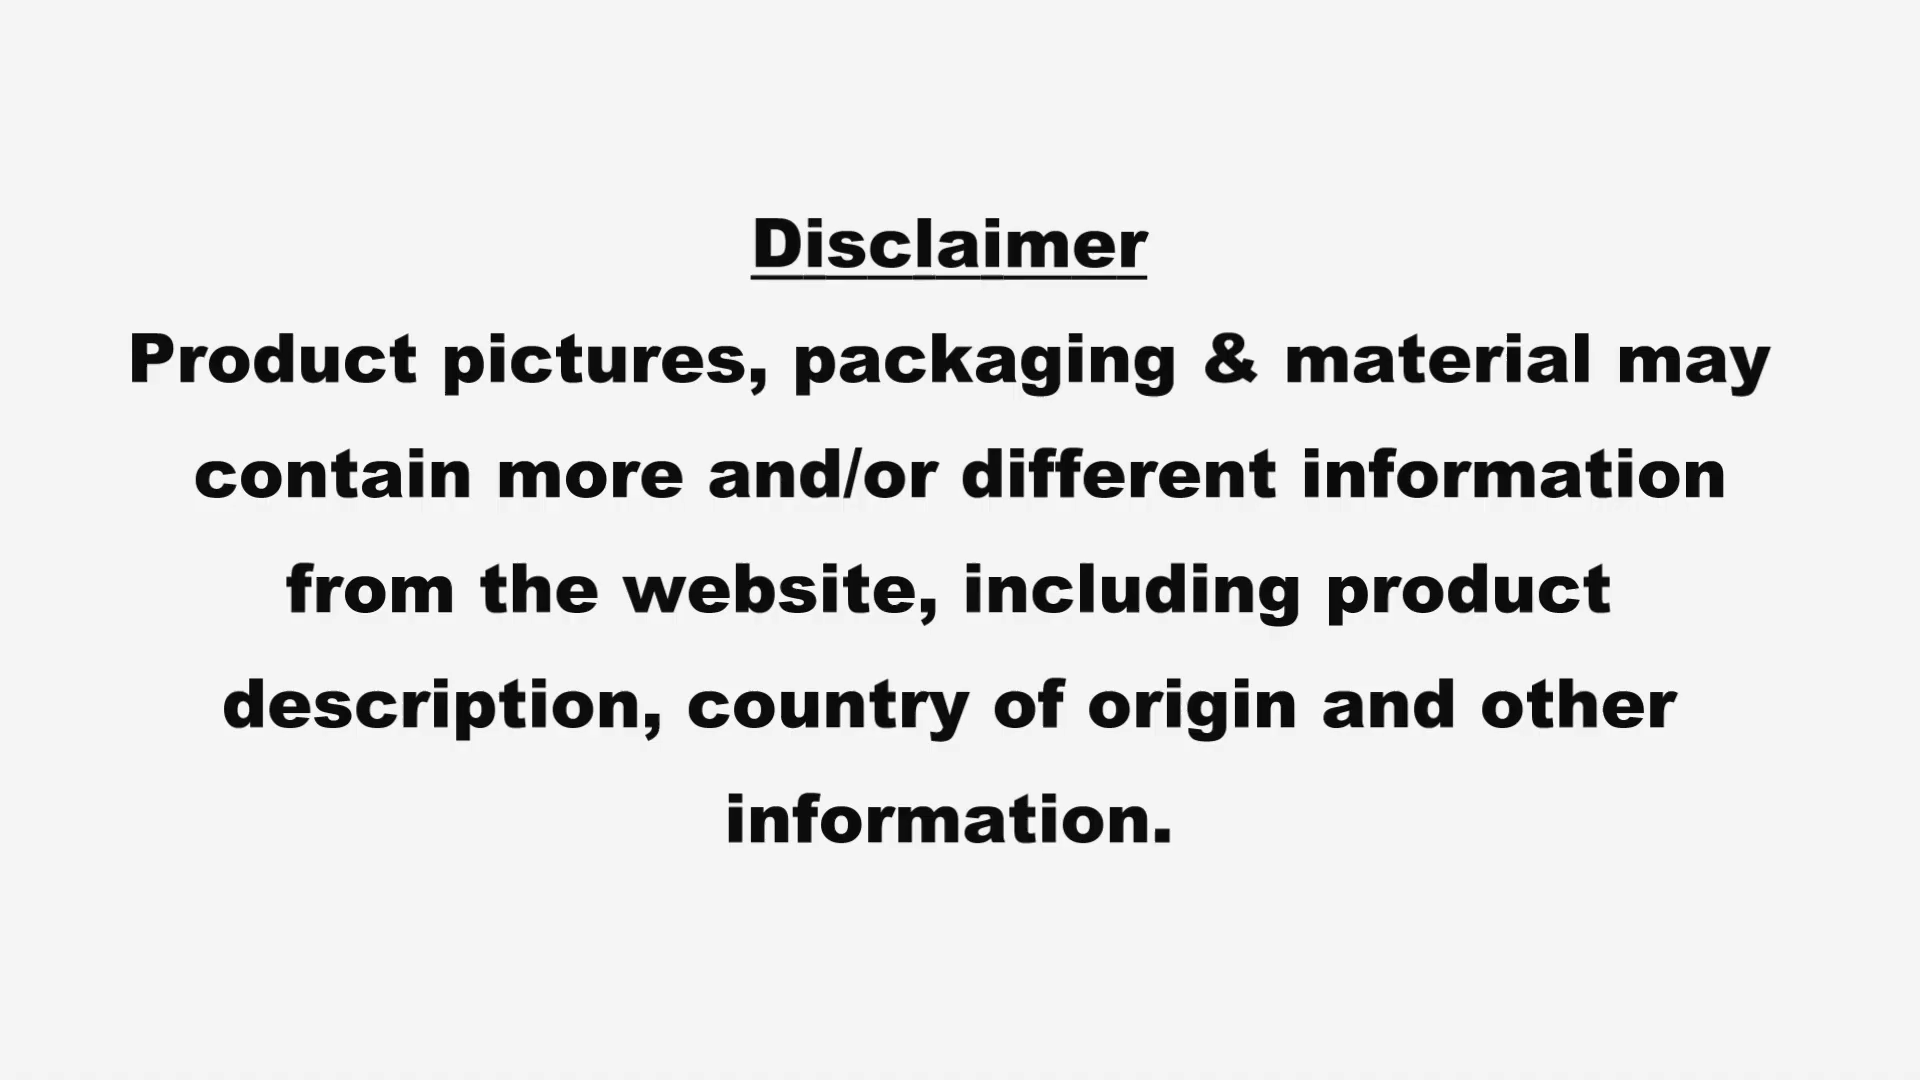 Disclaimer
Product pictures, packaging & material may
contain more and/or different information
from the website, including product
description, country of origin and other
information.